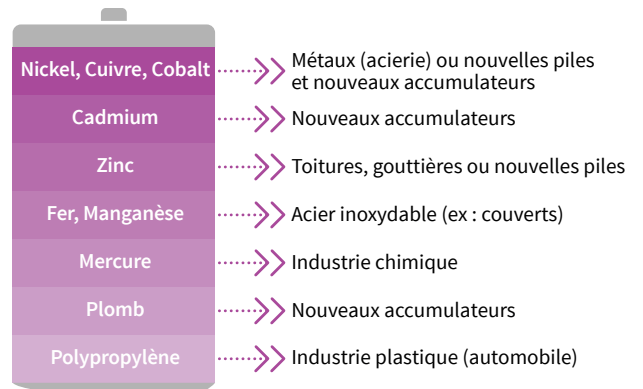 Nickel, Cuivre, Cobalt
Métaux (acierie) ou nouvelles piles
et nouveaux accumulateurs
Cadmium
Nouveaux accumulateurs
Zinc
Toitures, gouttières ou nouvelles piles
Fer, Manganèse
Acier inoxydable (ex : couverts)
Mercure
Industrie chimique
Plomb
Nouveaux accumulateurs
Polypropylène
Industrie plastique (automobile)